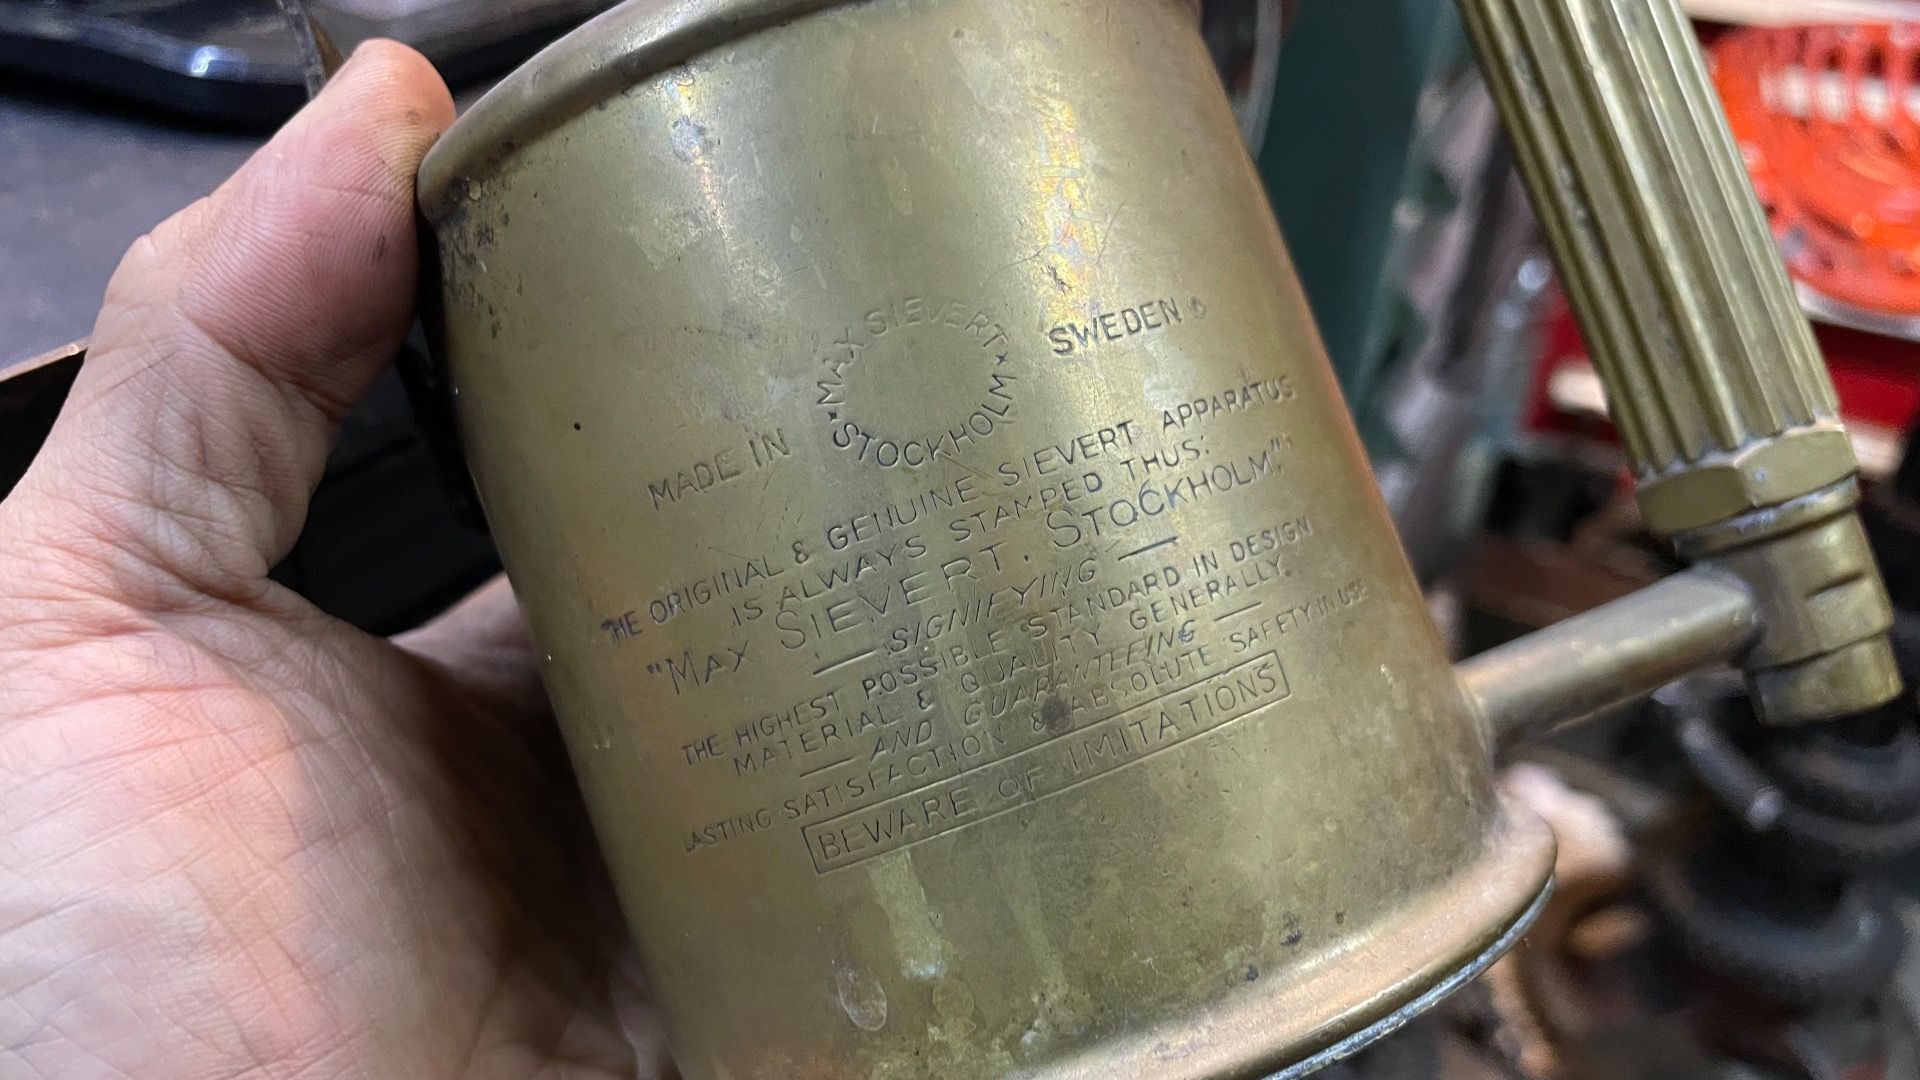 MADE IN ★MAX SIEVERT★ STOCKHOLM SWEDEN
THE ORIGINAL & GENUINE SIEVERT APPARATUS
IS ALWAYS STAMPED THUS:
"MAX SIEVERT, STOCKHOLM."
— SIGNIFYING —
THE HIGHEST POSSIBLE STANDARD IN DESIGN
MATERIAL & QUALITY GENERALLY.
— AND GUARANTEEING —
LASTING SATISFACTION & ABSOLUTE SAFETY IN USE
BEWARE OF IMITATIONS